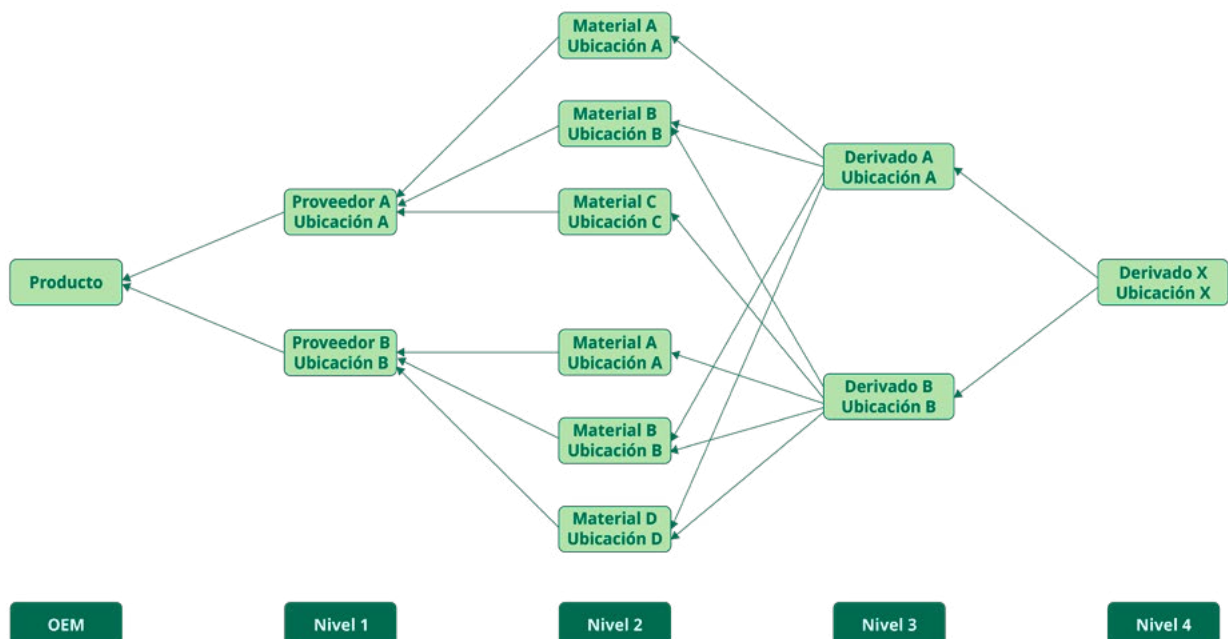 Material A
Ubicación A
Material B
Ubicación B
Derivado A
Ubicación A
Proveedor A
Ubicación A
Material C
Ubicación C
Producto
Derivado X
Ubicación X
Proveedor B
Ubicación B
Material A
Ubicación A
Derivado B
Ubicación B
Material B
Ubicación B
Material D
Ubicación D
OEM
Nivel 1
Nivel 2
Nivel 3
Nivel 4